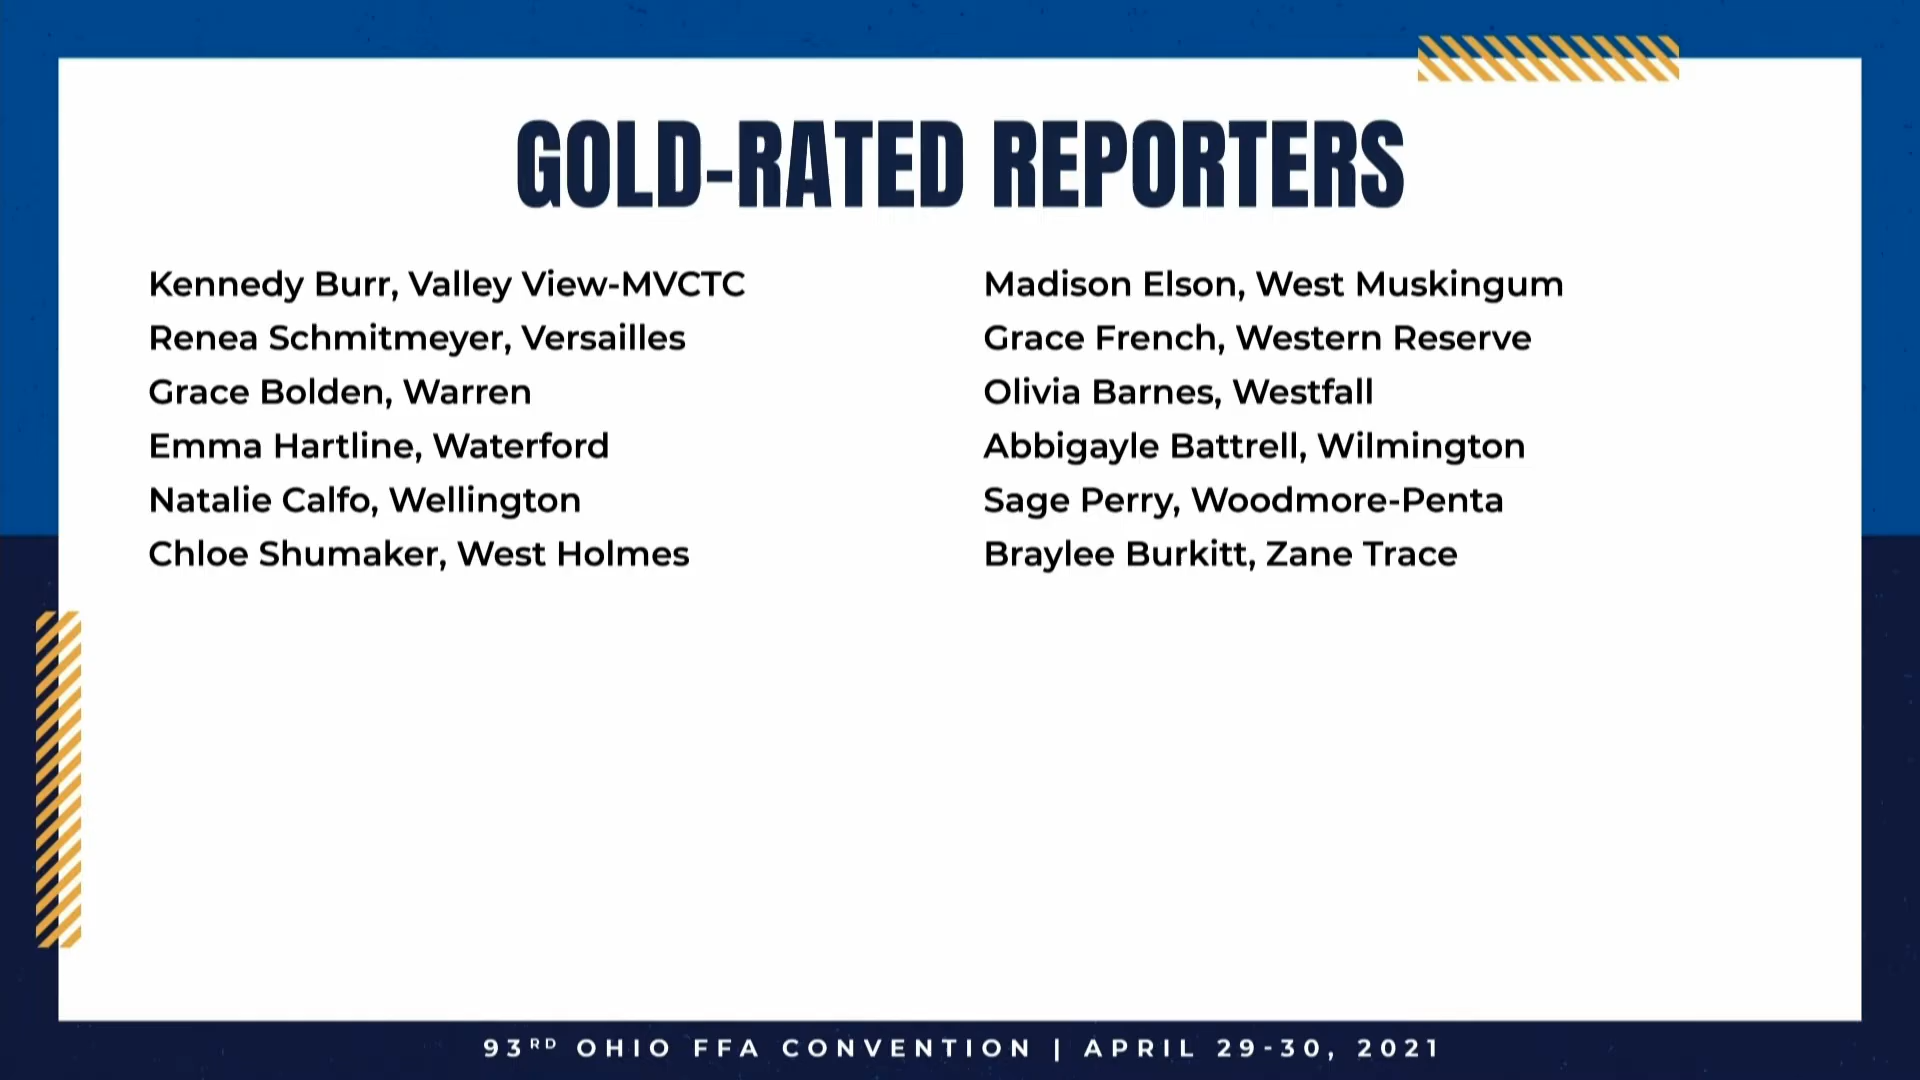 GOLD-RATED REPORTERS
Kennedy Burr, Valley View-MVCTC
Renea Schmitmeyer, Versailles
Grace Bolden, Warren
Emma Hartline, Waterford
Natalie Calfo, Wellington
Chloe Shumaker, West Holmes
Madison Elson, West Muskingum
Grace French, Western Reserve
Olivia Barnes, Westfall
Abbigayle Battrell, Wilmington
Sage Perry, Woodmore-Penta
Braylee Burkitt, Zane Trace
93RD OHIO FFA CONVENTION | APRIL 29-30, 2021